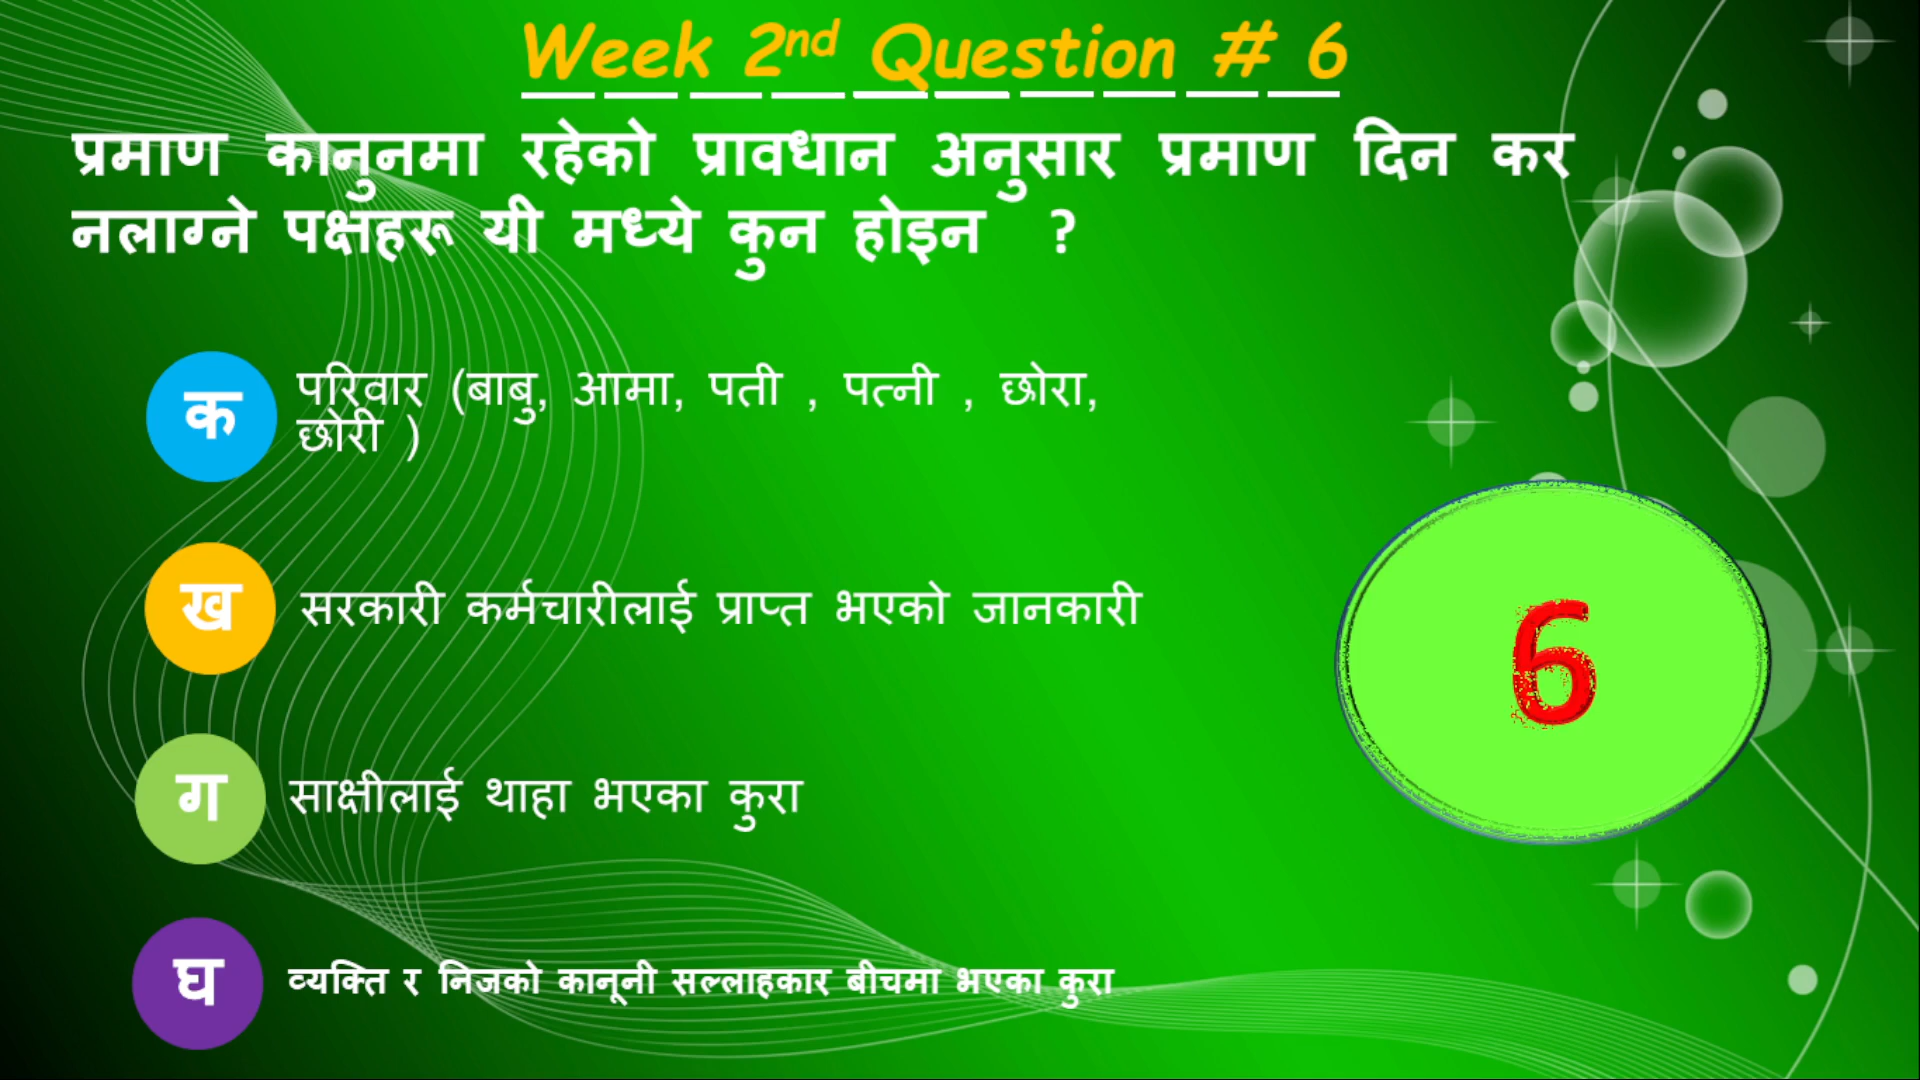 Week 2nd Question # 6
प्रमाण कानुनमा रहेको प्रावधान अनुसार प्रमाण दिन कर
नलाग्ने पक्षहरू यी मध्ये कुन होइन ?
क
परिवार (बाबु, आमा, पती , पत्नी , छोरा,
छोरी )
ख
सरकारी कर्मचारीलाई प्राप्त भएको जानकारी
6
ग
साक्षीलाई थाहा भएका कुरा
घ
व्यक्ति र निजको कानूनी सल्लाहकार बीचमा भएका कुरा